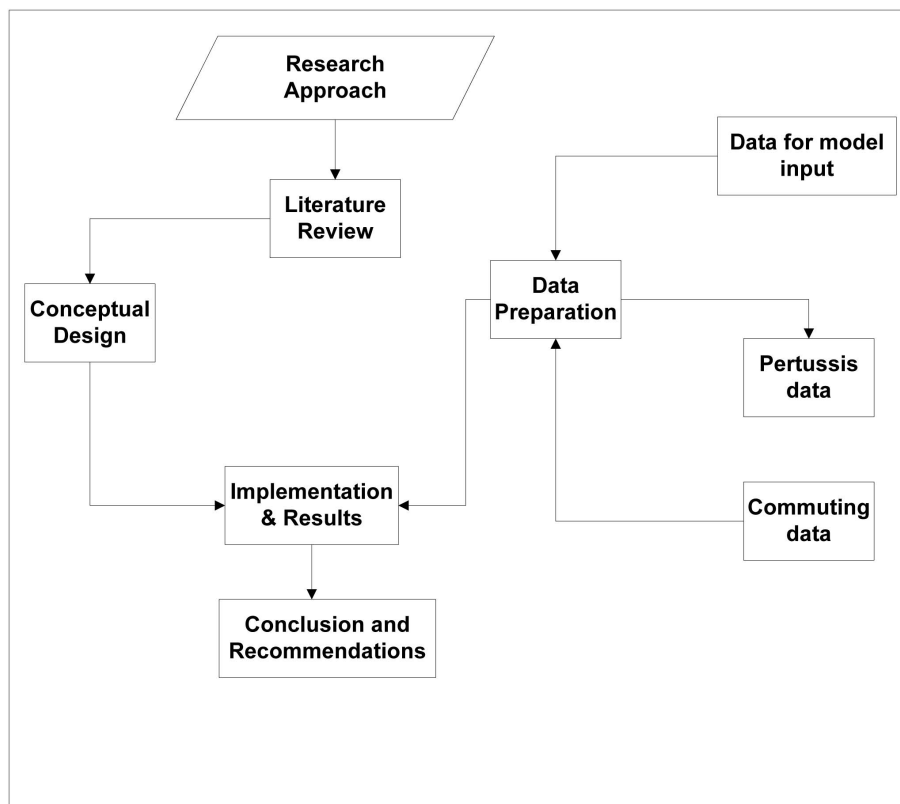 Research
Approach
Data for model
input
Literature
Review
Data
Preparation
Conceptual
Design
Pertussis
data
Implementation
& Results
Commuting
data
Conclusion and
Recommendations